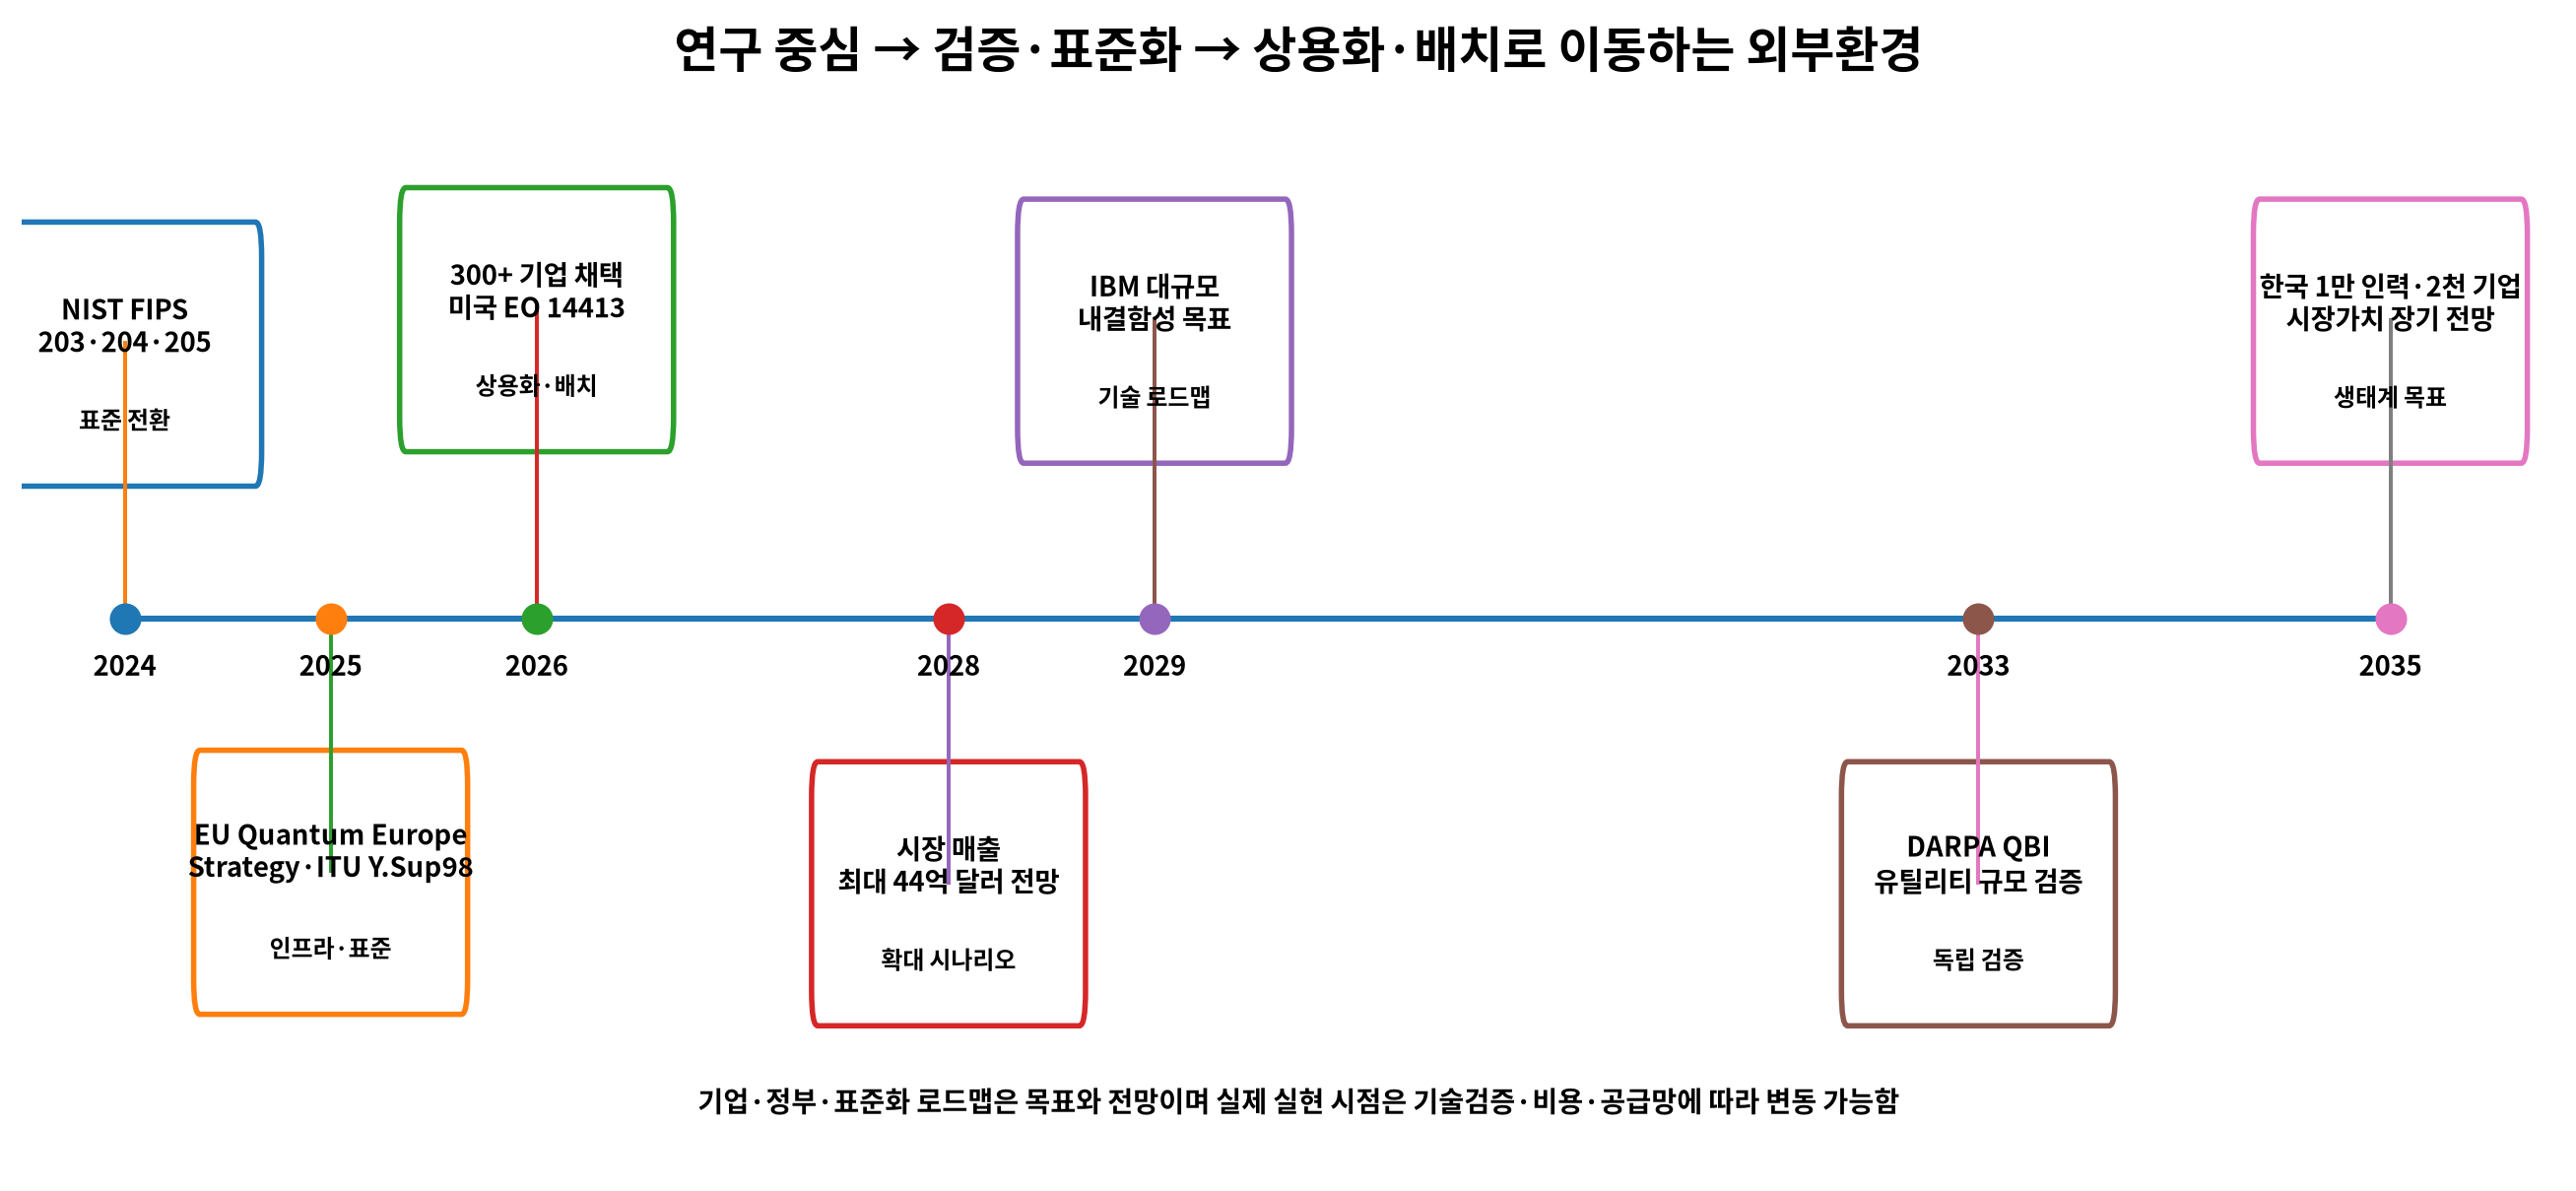 연구 중심 → 검증·표준화 → 상용화·배치로 이동하는 외부환경
NIST FIPS
203·204·205
표준 전환
300+ 기업 채택
미국 EO 14413
상용화·배치
IBM 대규모
내결함성 목표
기술 로드맵
한국 1만 인력·2천 기업
시장가치 장기 전망
생태계 목표
2024
2025
2026
2028
2029
2033
2035
EU Quantum Europe
Strategy·ITU Y.Sup98
인프라·표준
시장 매출
최대 44억 달러 전망
확대 시나리오
DARPA QBI
유틸리티 규모 검증
독립 검증
기업·정부·표준화 로드맵은 목표와 전망이며 실제 실현 시점은 기술검증·비용·공급망에 따라 변동 가능함